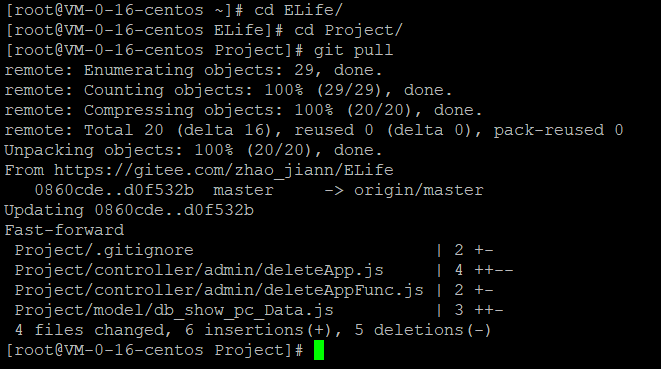 [root@VM-0-16-centos ~]# cd ELife/
[root@VM-0-16-centos ELife]# cd Project/
[root@VM-0-16-centos Project]# git pull
remote: Enumerating objects: 29, done.
remote: Counting objects: 100% (29/29), done.
remote: Compressing objects: 100% (20/20), done.
remote: Total 20 (delta 16), reused 0 (delta 0), pack-reused 0
Unpacking objects: 100% (20/20), done.
From https://gitee.com/zhao_jiann/ELife
   0860cde..d0f532b  master     -> origin/master
Updating 0860cde..d0f532b
Fast-forward
 Project/.gitignore                        | 2 +-
 Project/controller/admin/deleteApp.js     | 4 ++--
 Project/controller/admin/deleteAppFunc.js | 2 +-
 Project/model/db_show_pc_Data.js          | 3 ++-
 4 files changed, 6 insertions(+), 5 deletions(-)
[root@VM-0-16-centos Project]#